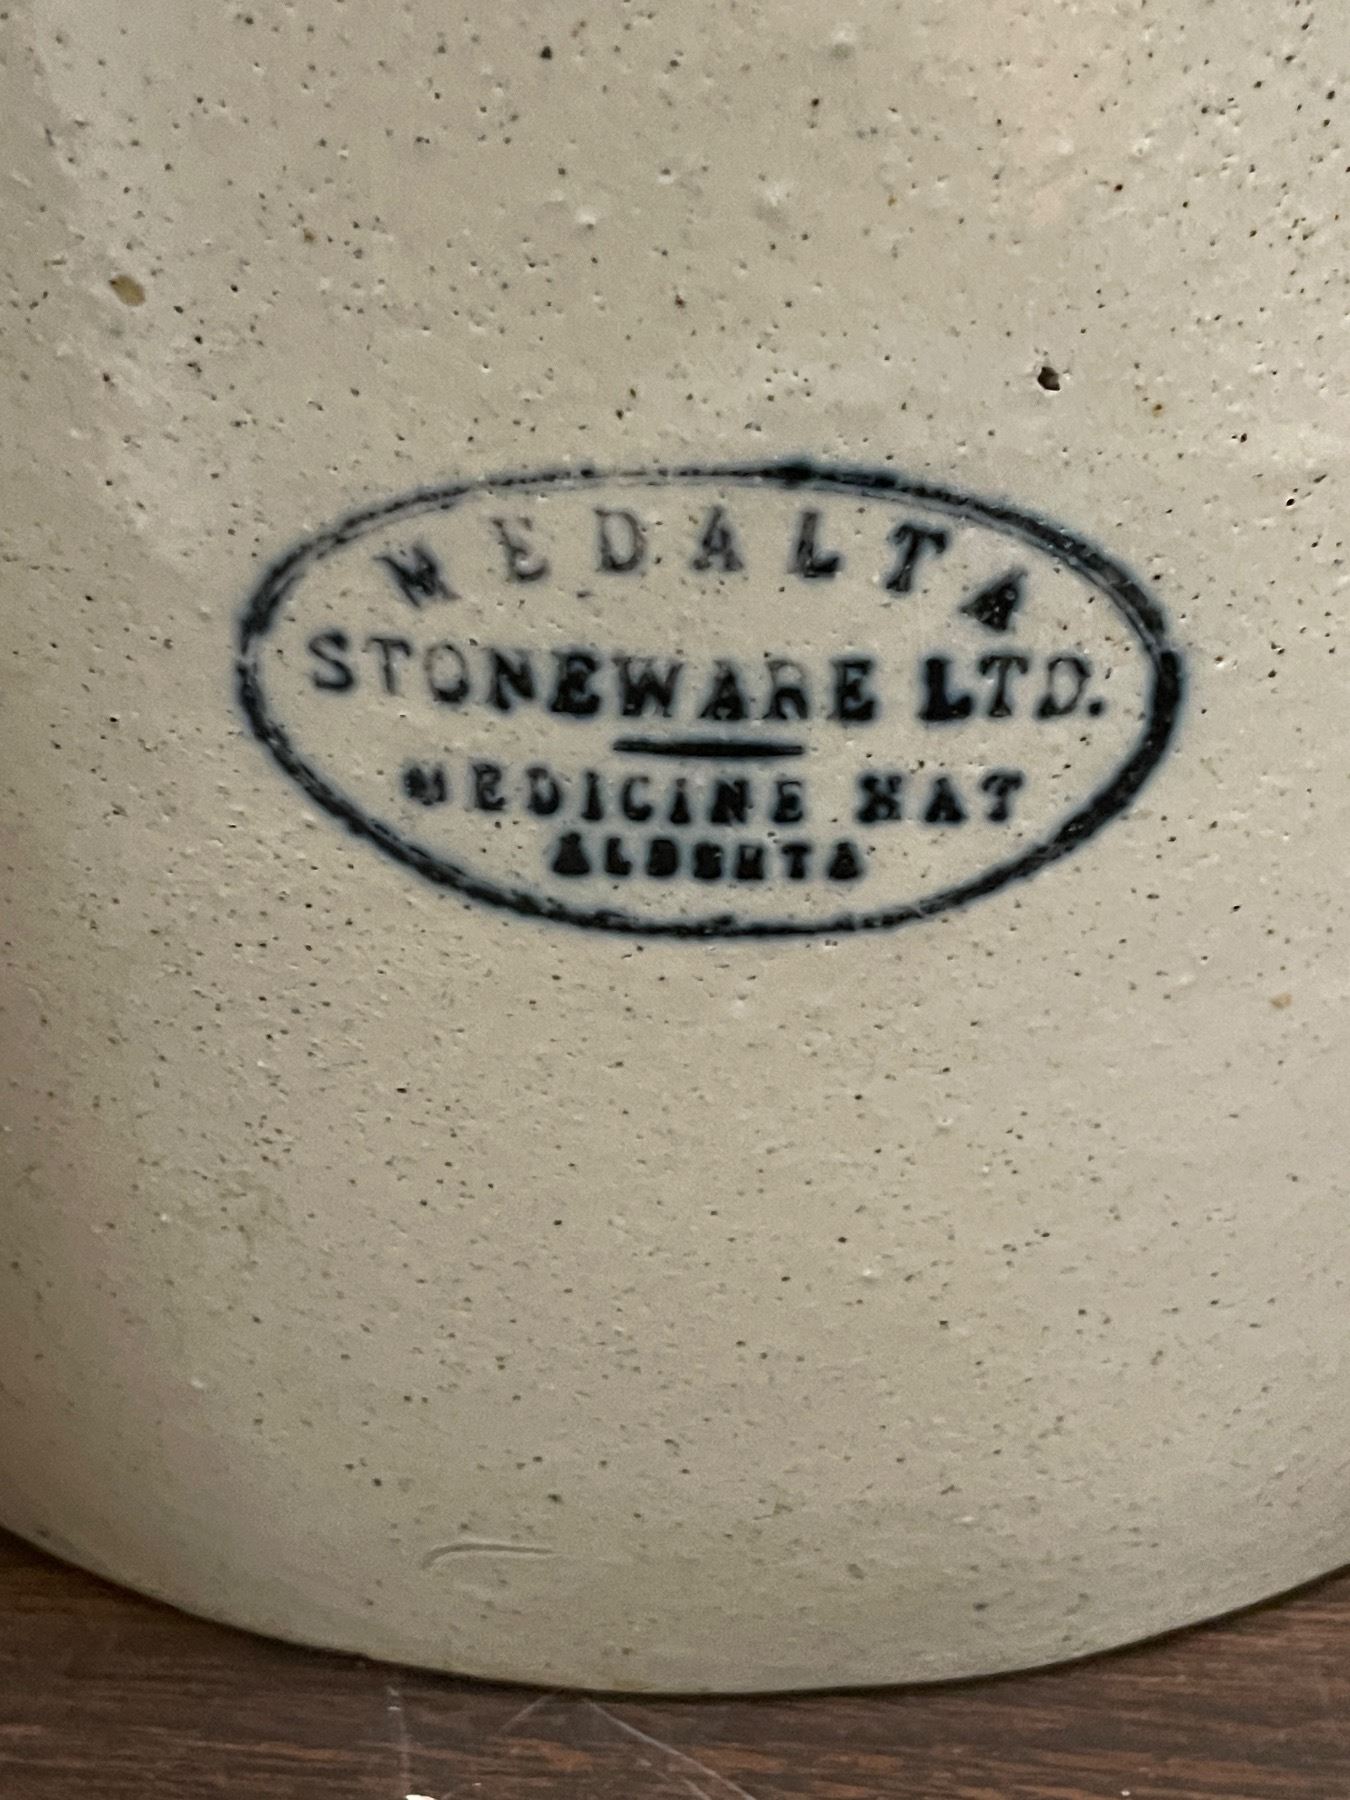 MEDALTA
STONEWARE LTD.
MEDICINE HAT
ALBERTA